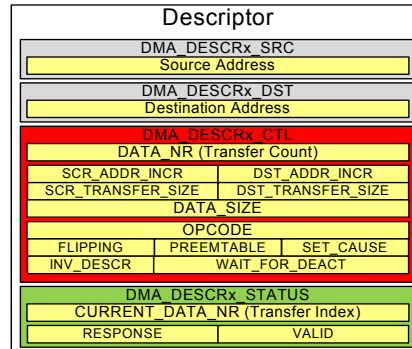 Descriptor
DMA_DESCRx_SRC
Source Address
DMA_DESCRx_DST
Destination Address
DMA_DESCRx_CTL
DATA_NR (Transfer Count)
SCR_ADDR_INCR DST_ADDR_INCR
SCR_TRANSFER_SIZE DST_TRANSFER_SIZE
DATA_SIZE
OPCODE
FLIPPING PREEMTABLE SET_CAUSE
INV_DESCR WAIT_FOR_DEACT
DMA_DESCRx_STATUS
CURRENT_DATA_NR (Transfer Index)
RESPONSE VALID